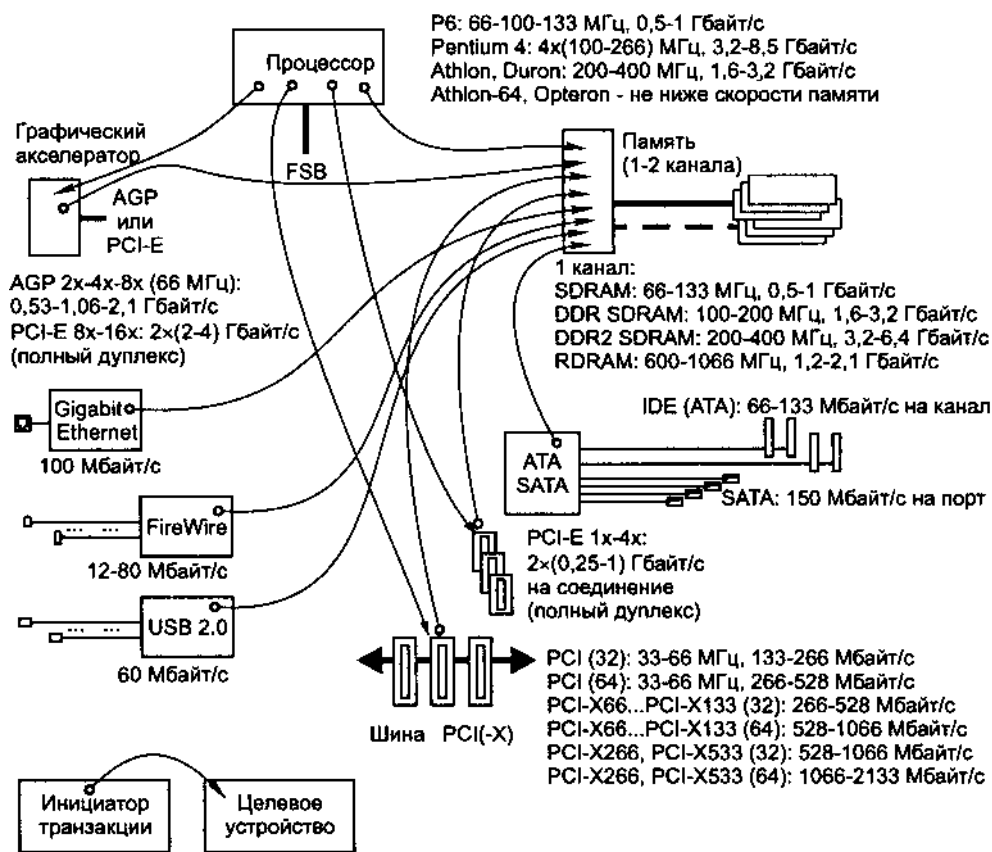 P6: 66-100-133 МГц, 0,5-1 Гбайт/с
Pentium 4: 4x(100-266) МГц, 3,2-8,5 Гбайт/с
Athlon, Duron: 200-400 МГц, 1,6-3,2 Гбайт/с
Athlon-64, Opteron - не ниже скорости памяти
Процессор
FSB
Графический
акселератор
AGP
или
PCI-E
Память
(1-2 канала)
AGP 2x-4x-8x (66 МГц):
0,53-1,06-2,1 Гбайт/с
PCI-E 8x-16x: 2×(2-4) Гбайт/с
(полный дуплекс)
1 канал:
SDRAM: 66-133 МГц, 0,5-1 Гбайт/с
DDR SDRAM: 100-200 МГц, 1,6-3,2 Гбайт/с
DDR2 SDRAM: 200-400 МГц, 3,2-6,4 Гбайт/с
RDRAM: 600-1066 МГц, 1,2-2,1 Гбайт/с
Gigabit
Ethernet
100 Мбайт/с
IDE (ATA): 66-133 Мбайт/с на канал
ATA
SATA
SATA: 150 Мбайт/с на порт
FireWire
12-80 Мбайт/с
PCI-E 1x-4x:
2×(0,25-1) Гбайт/с
на соединение
(полный дуплекс)
USB 2.0
60 Мбайт/с
Шина PCI(-X)
PCI (32): 33-66 МГц, 133-266 Мбайт/с
PCI (64): 33-66 МГц, 266-528 Мбайт/с
PCI-X66...PCI-X133 (32): 266-528 Мбайт/с
PCI-X66...PCI-X133 (64): 528-1066 Мбайт/с
PCI-X266, PCI-X533 (32): 528-1066 Мбайт/с
PCI-X266, PCI-X533 (64): 1066-2133 Мбайт/с
Инициатор
транзакции
Целевое
устройство